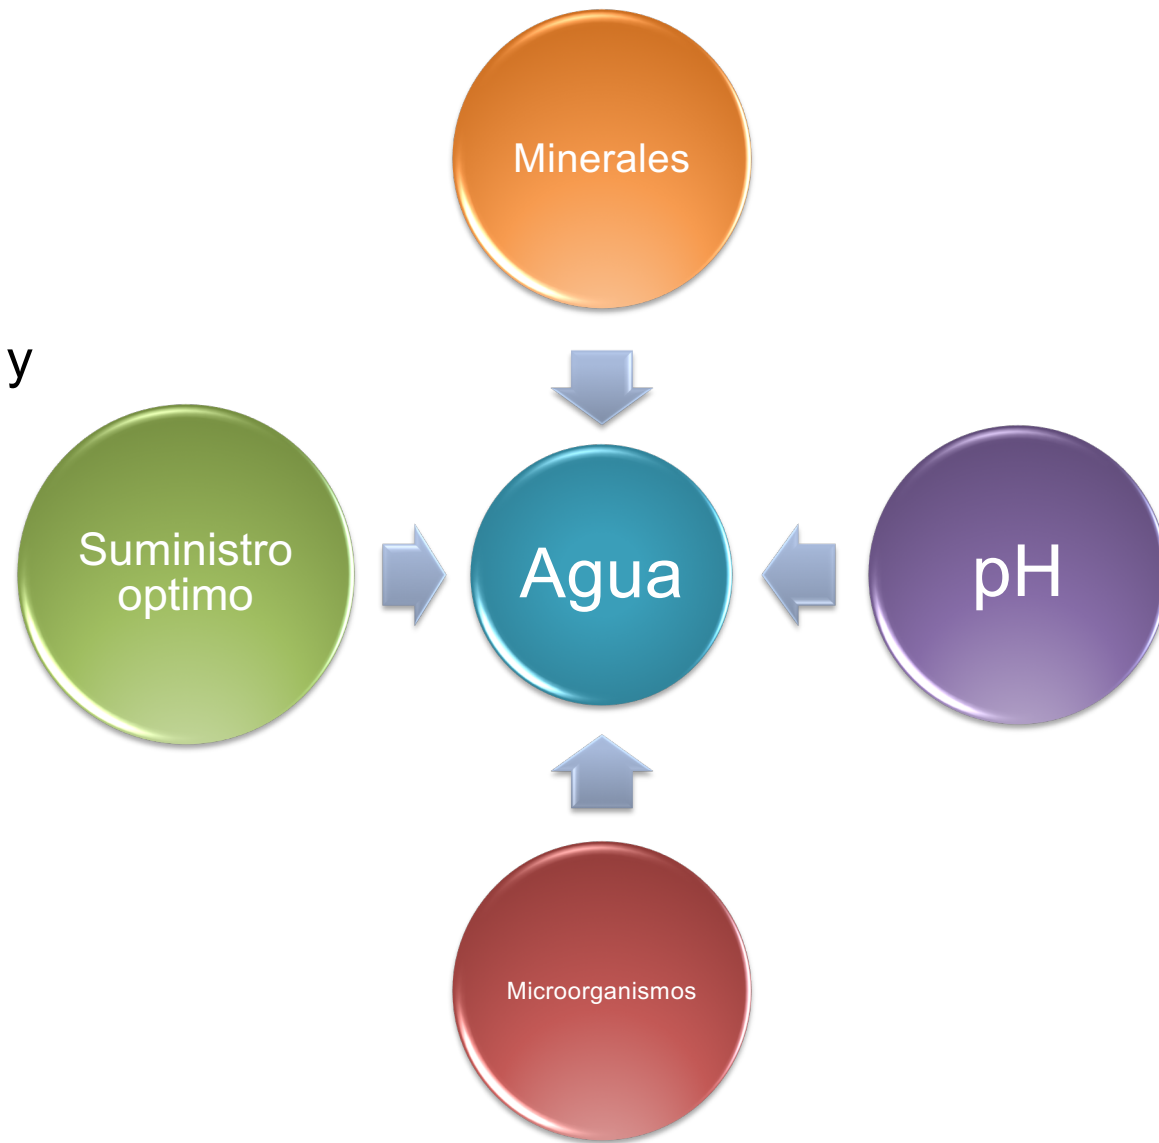 Minerales
y
Suministro
optimo
Agua
pH
Microorganismos